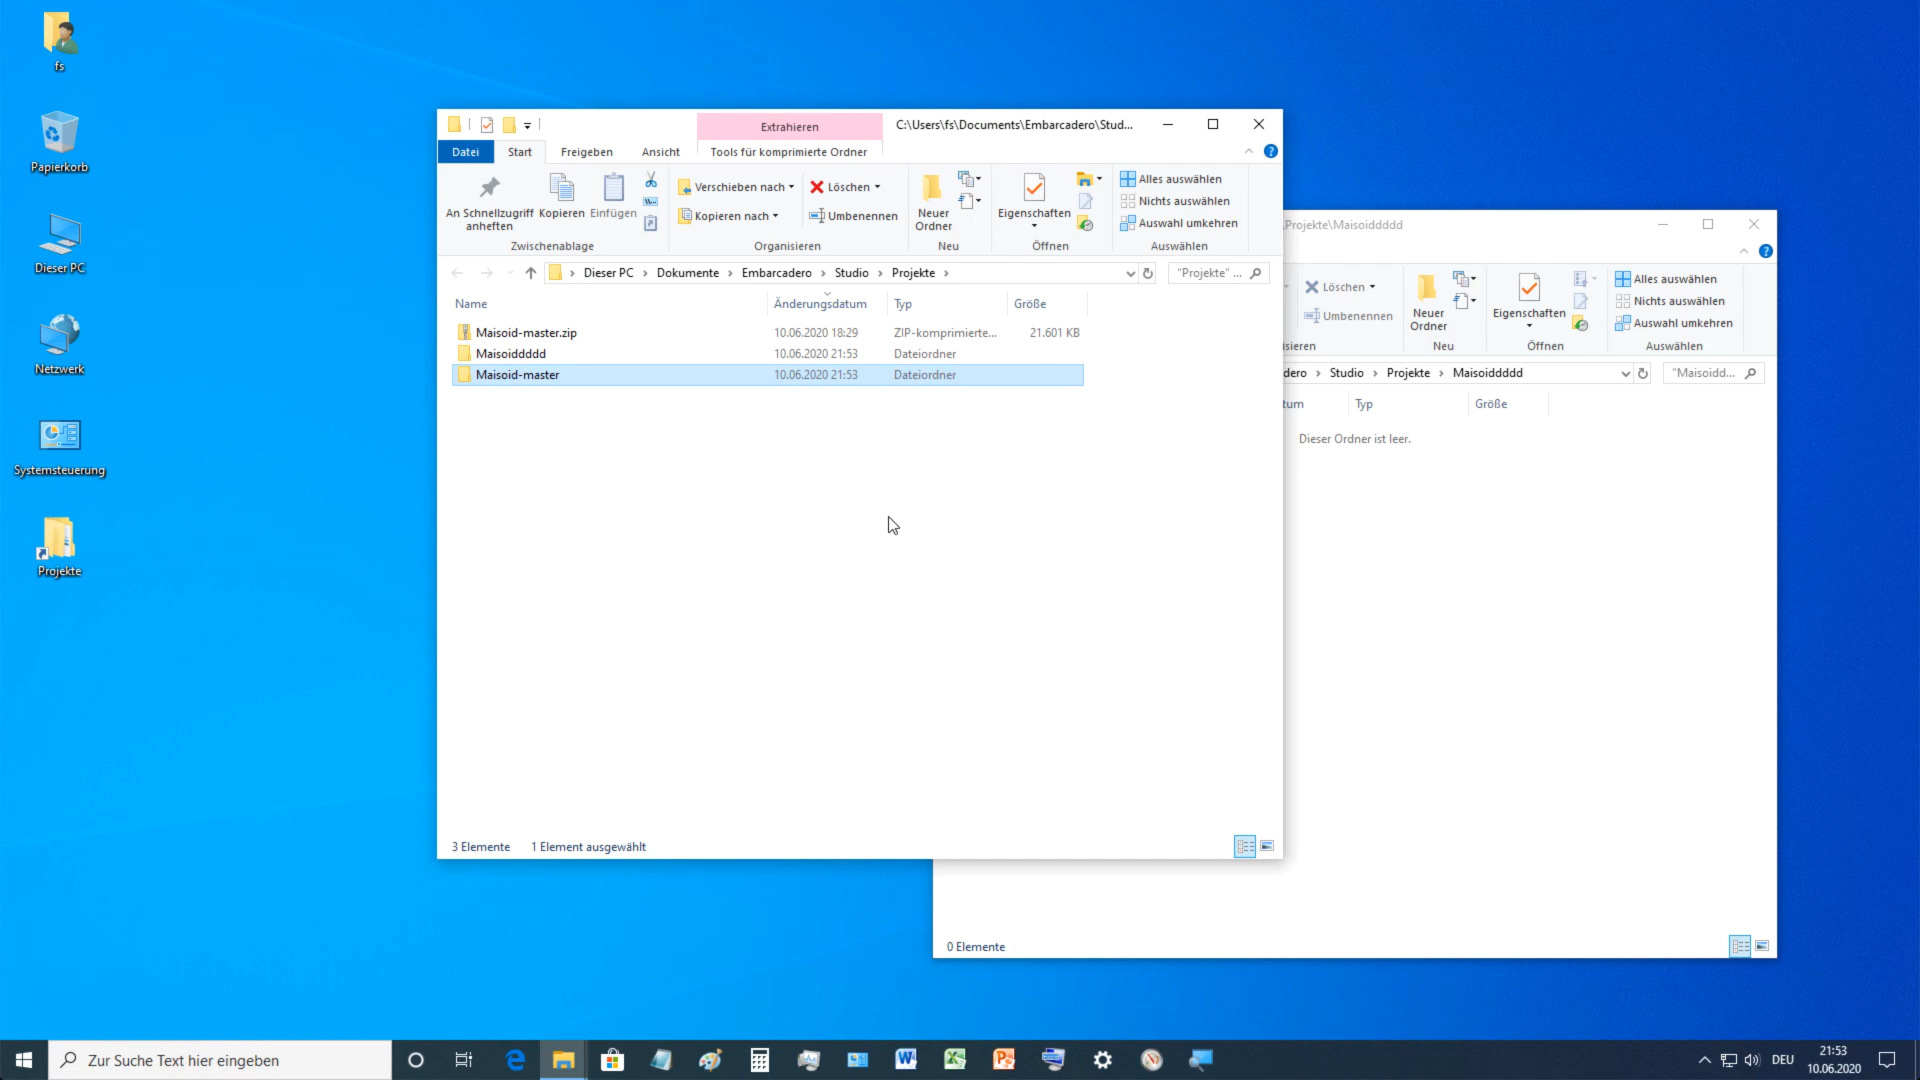 fs
Papierkorb
Dieser PC
Netzwerk
Systemsteuerung
Projekte
Extrahieren
C:\Users\fs\Documents\Embarcadero\Stud...
Datei
Start
Freigeben
Ansicht
Tools für komprimierte Ordner
An Schnellzugriff
anheften
Kopieren
Einfügen
Verschieben nach
Kopieren nach
Löschen
Umbenennen
Neuer
Ordner
Eigenschaften
Alles auswählen
Nichts auswählen
Auswahl umkehren
Zwischenablage
Organisieren
Neu
Öffnen
Auswählen
Dieser PC > Dokumente > Embarcadero > Studio > Projekte >
"Projekte" ...
Name Änderungsdatum Typ Größe
Maisoid-master.zip 10.06.2020 18:29 ZIP-komprimierte... 21.601 KB
Maisoiddddd 10.06.2020 21:53 Dateiordner
Maisoid-master 10.06.2020 21:53 Dateiordner
3 Elemente 1 Element ausgewählt
\Projekte\Maisoiddddd
Löschen
Umbenennen
Neuer
Ordner
Eigenschaften
Alles auswählen
Nichts auswählen
Auswahl umkehren
isieren
Neu
Öffnen
Auswählen
dero > Studio > Projekte > Maisoiddddd
"Maisoidd...
tum Typ Größe
Dieser Ordner ist leer.
0 Elemente
Zur Suche Text hier eingeben
DEU
21:53
10.06.2020